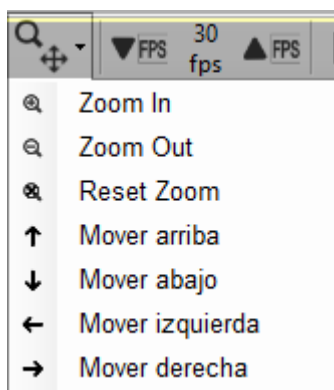 FPS
30
fps
FPS
Zoom In
Zoom Out
Reset Zoom
Mover arriba
Mover abajo
Mover izquierda
Mover derecha